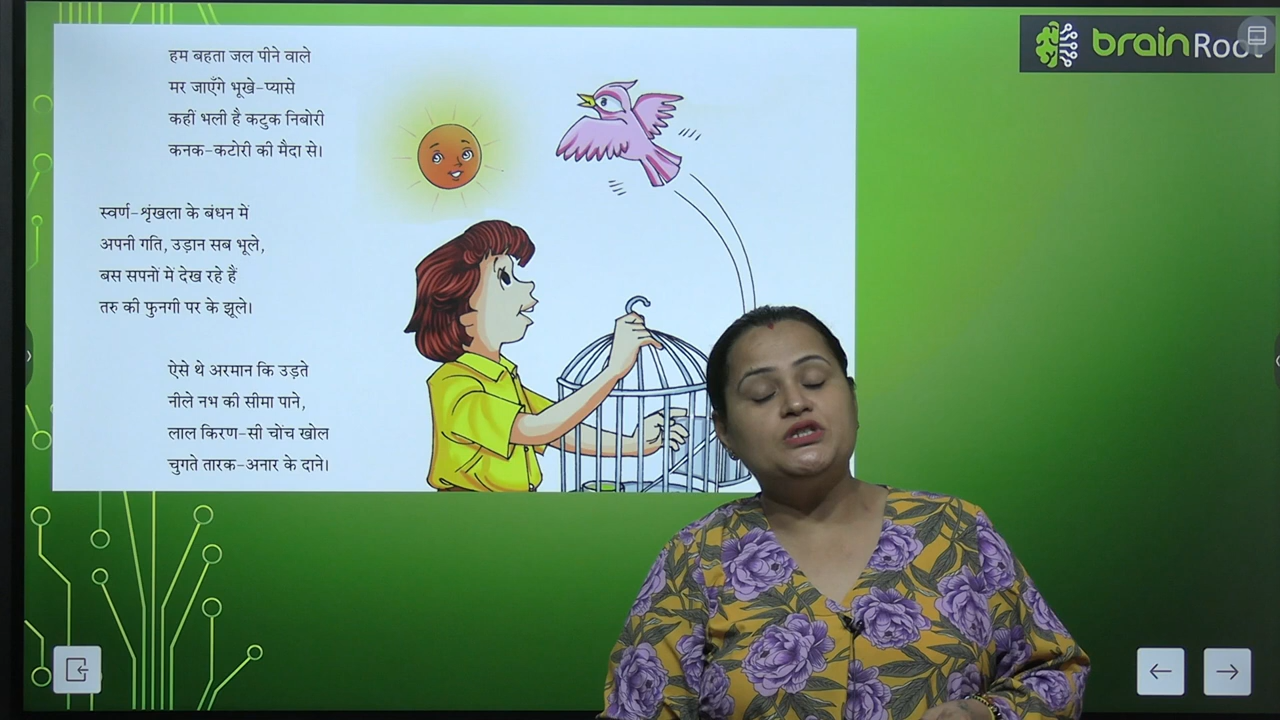 हम बहता जल पीने वाले
मर जाएँगे भूखे-प्यासे
कहीं भली है कटुक निबोरी
कनक-कटोरी की मैदा से।
स्वर्ण-शृंखला के बंधन में
अपनी गति, उड़ान सब भूले,
बस सपनों में देख रहे हैं
तरु की फुनगी पर के झूले।
ऐसे थे अरमान कि उड़ते
नीले नभ की सीमा पाने,
लाल किरण-सी चोंच खोल
चुगते तारक-अनार के दाने।
brainRoot